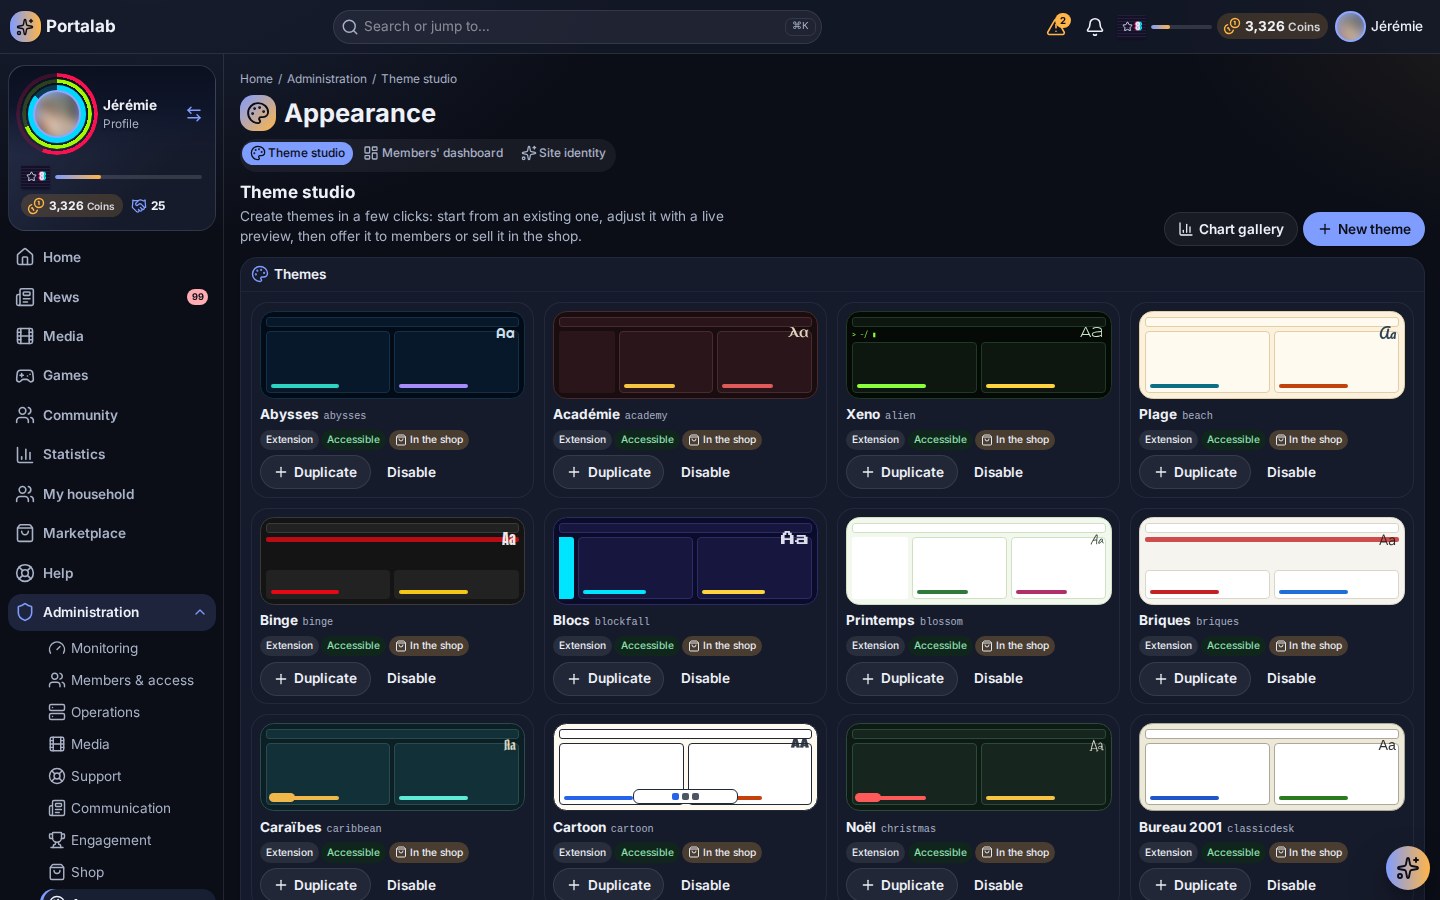 Portalab
Search or jump to...
⌘K
2
3,326 Coins
Jérémie
Jérémie
Profile
3,326 Coins
25
Home
News
99
Media
Games
Community
Statistics
My household
Marketplace
Help
Administration
Monitoring
Members & access
Operations
Media
Support
Communication
Engagement
Shop
Home / Administration / Theme studio
Appearance
Theme studio
Members' dashboard
Site identity
Theme studio
Create themes in a few clicks: start from an existing one, adjust it with a live
preview, then offer it to members or sell it in the shop.
Chart gallery
New theme
Themes
Aa
Abysses abysses
Extension Accessible In the shop
Duplicate Disable
Aa
Académie academy
Extension Accessible In the shop
Duplicate Disable
> ~/ ▮
Aa
Xeno alien
Extension Accessible In the shop
Duplicate Disable
Aa
Plage beach
Extension Accessible In the shop
Duplicate Disable
Aa
Binge binge
Extension Accessible In the shop
Duplicate Disable
Aa
Blocs blockfall
Extension Accessible In the shop
Duplicate Disable
Aa
Printemps blossom
Extension Accessible In the shop
Duplicate Disable
Aa
Briques briques
Extension Accessible In the shop
Duplicate Disable
Aa
Caraïbes caribbean
Extension Accessible In the shop
Duplicate Disable
AA
Cartoon cartoon
Extension Accessible In the shop
Duplicate Disable
Aa
Noël christmas
Extension Accessible In the shop
Duplicate Disable
Aa
Bureau 2001 classicdesk
Extension Accessible In the shop
Duplicate Disable